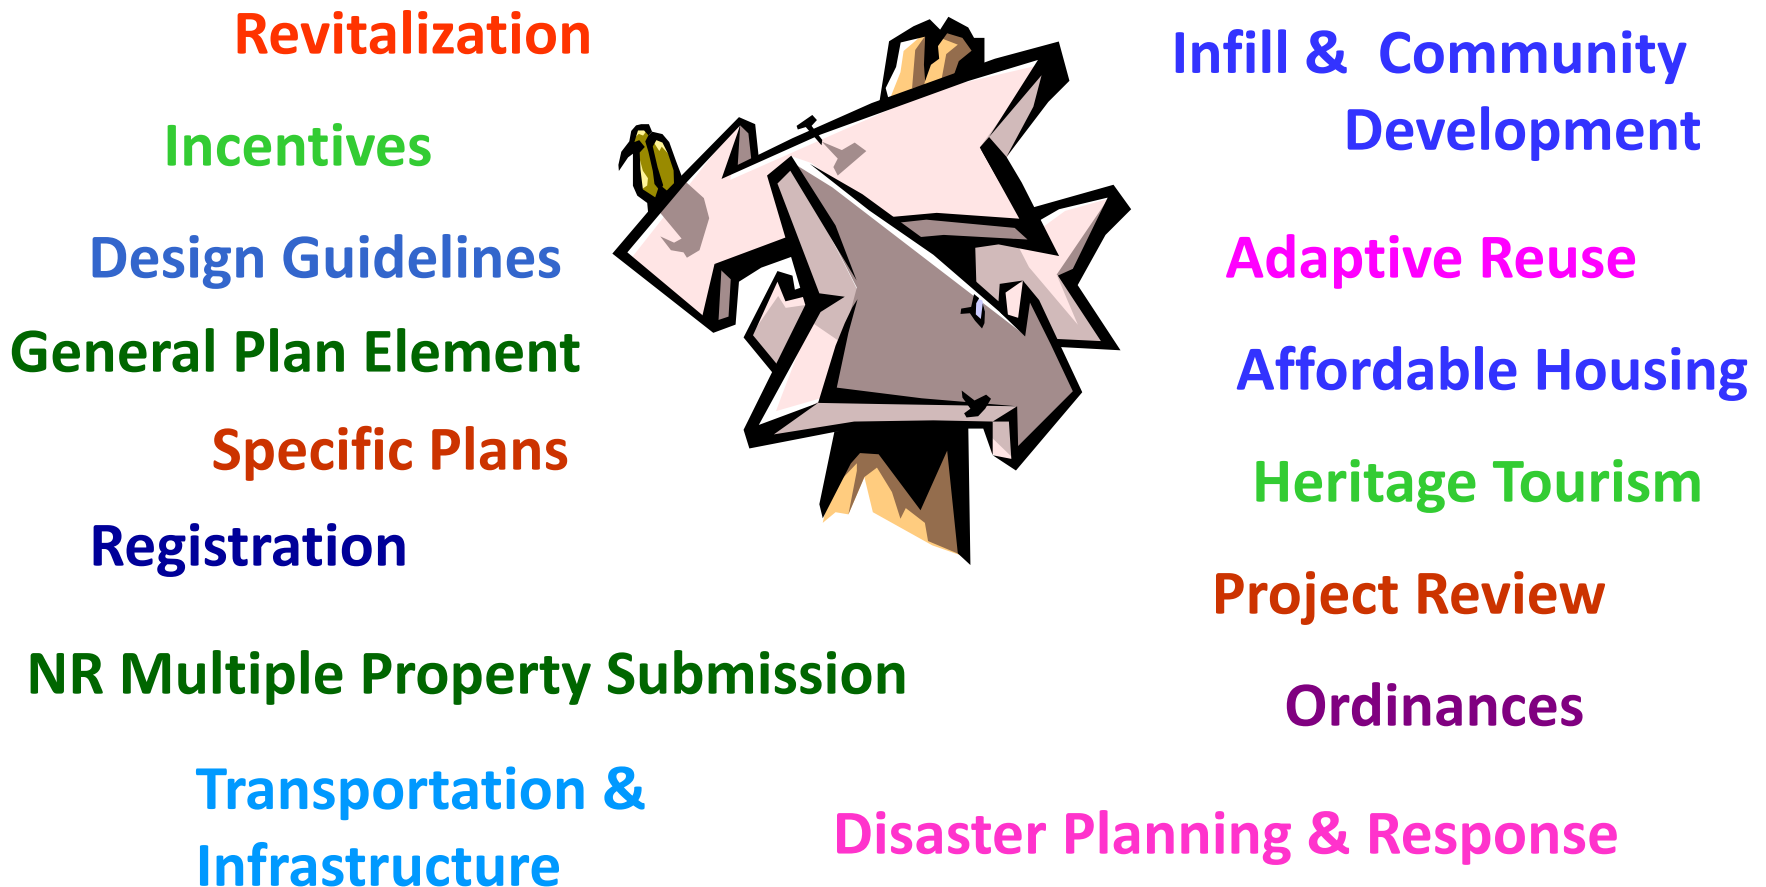 Revitalization
Incentives
Design Guidelines
General Plan Element
Specific Plans
Registration
NR Multiple Property Submission
Transportation &
Infrastructure
Infill &  Community
Development
Adaptive Reuse
Affordable Housing
Heritage Tourism
Project Review
Ordinances
Disaster Planning & Response